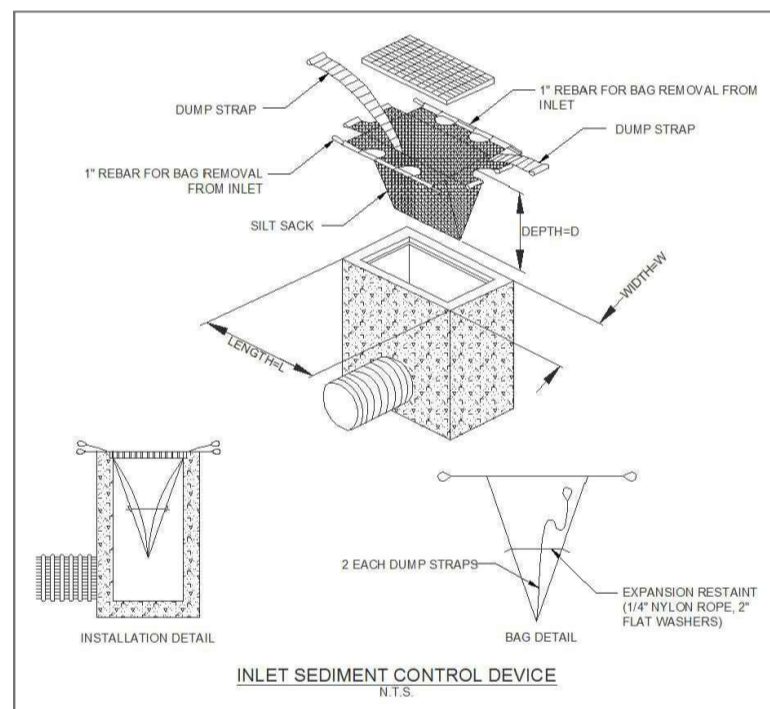 DUMP STRAP
1" REBAR FOR BAG REMOVAL FROM
INLET
DUMP STRAP
1" REBAR FOR BAG REMOVAL
FROM INLET
SILT SACK
DEPTH=D
WIDTH=W
LENGTH=L
2 EACH DUMP STRAPS
EXPANSION RESTAINT
(1/4" NYLON ROPE, 2"
FLAT WASHERS)
INSTALLATION DETAIL
BAG DETAIL
INLET SEDIMENT CONTROL DEVICE
N.T.S.